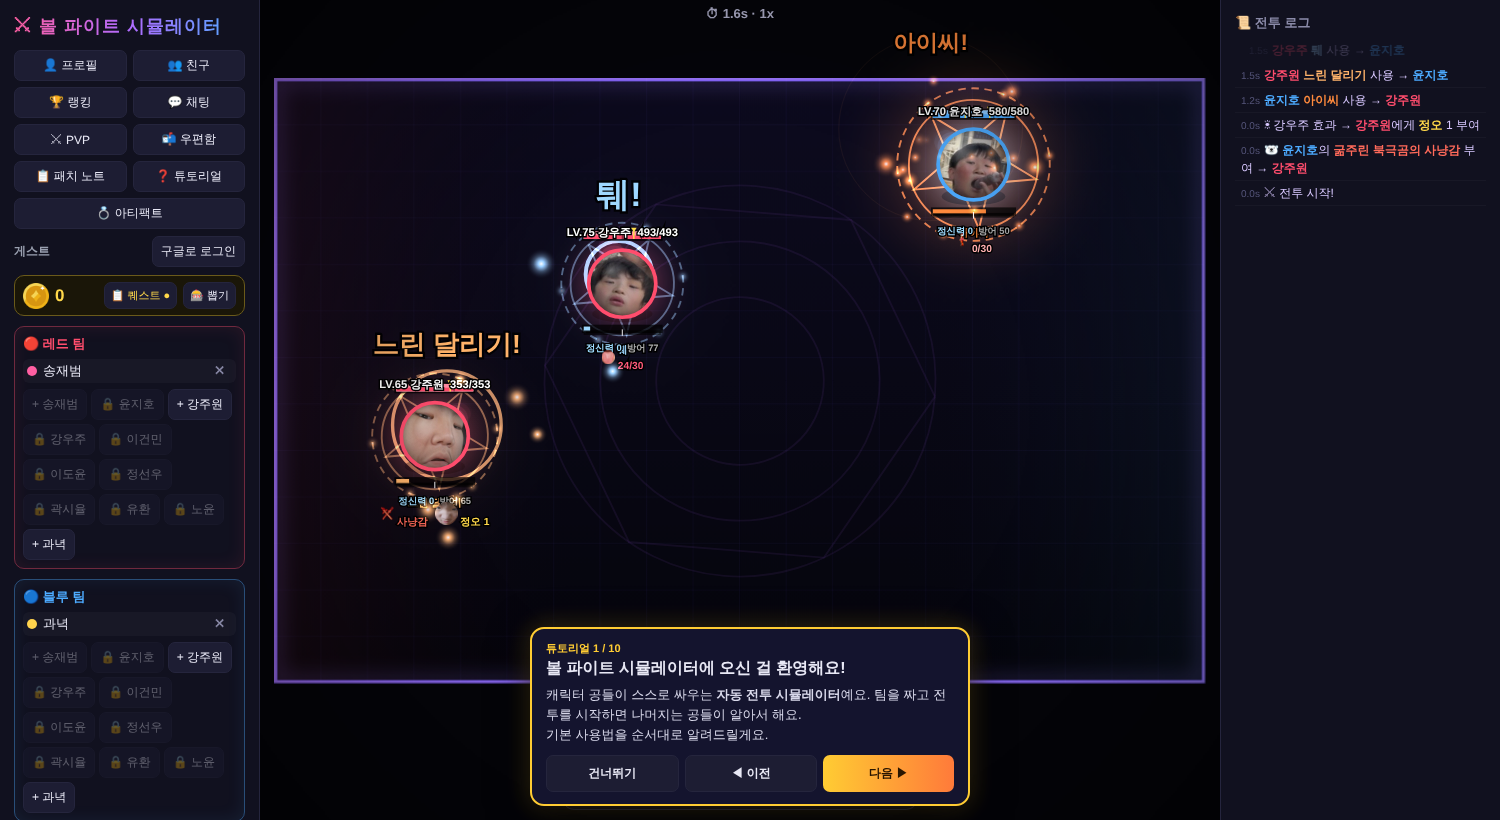 ⚔ 볼 파이트 시뮬레이터
👤 프로필
👥 친구
🏆 랭킹
💬 채팅
⚔ PVP
📬 우편함
📋 패치 노트
❓ 튜토리얼
💍 아티팩트
게스트
구글로 로그인
0
📋 퀘스트 ●
🎰 뽑기
🔴 레드 팀
송재범 ✕
+ 송재범 🔒 윤지호 + 강주원
🔒 강우주 🔒 이건민
🔒 이도윤 🔒 정선우
🔒 곽시율 🔒 유환 🔒 노윤
+ 과녁
🔵 블루 팀
과녁 ✕
+ 송재범 🔒 윤지호 + 강주원
🔒 강우주 🔒 이건민
🔒 이도윤 🔒 정선우
🔒 곽시율 🔒 유환 🔒 노윤
+ 과녁
⏱ 1.6s · 1x
아이씨!
LV.70 윤지호 580/580
정신력 0 방어 50
0/30
퉤!
LV.75 강우주 493/493
정신력 0 방어 77
24/30
느린 달리기!
LV.65 강주원 353/353
정신력 0 방어 65
사냥감 정오 1
튜토리얼 1 / 10
볼 파이트 시뮬레이터에 오신 걸 환영해요!
캐릭터 공들이 스스로 싸우는 자동 전투 시뮬레이터예요. 팀을 짜고 전
투를 시작하면 나머지는 공들이 알아서 해요.
기본 사용법을 순서대로 알려드릴게요.
건너뛰기
◀ 이전
다음 ▶
📜 전투 로그
1.6s 강우주 퉤 사용 → 윤지호
1.5s 강주원 느린 달리기 사용 → 윤지호
1.2s 윤지호 아이씨 사용 → 강주원
0.0s 강우주 효과 → 강주원에게 정오 1 부여
0.0s 🐻‍❄️ 윤지호의 굶주린 북극곰의 사냥감 부
여 → 강주원
0.0s ⚔ 전투 시작!